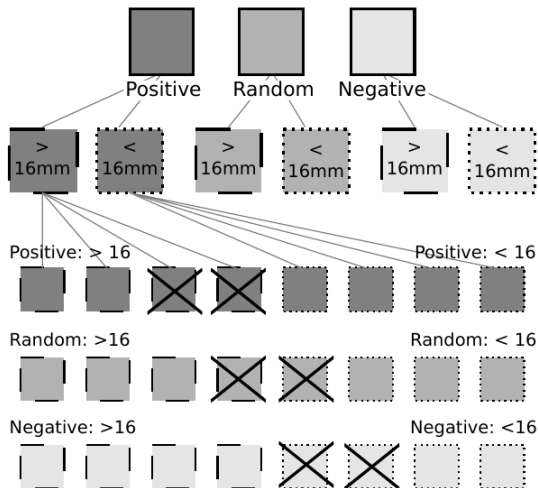 Positive
Random
Negative
>
16mm
<
16mm
>
16mm
<
16mm
>
16mm
<
16mm
Positive: > 16
Positive: < 16
Random: >16
Random: < 16
Negative: >16
Negative: <16